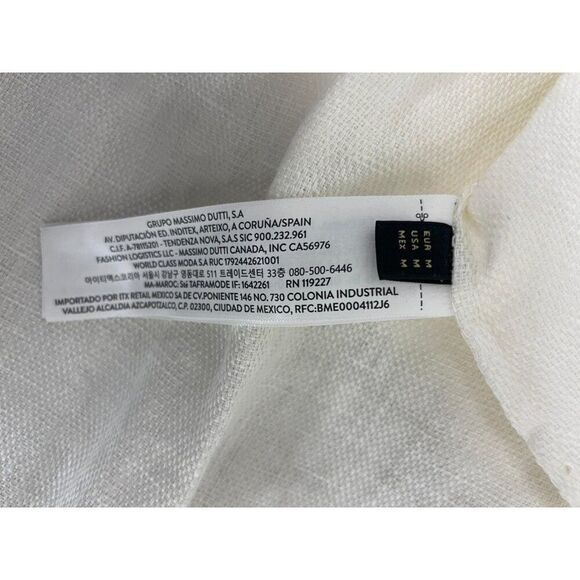 GRUPO MASSIMO DUTTI, S.A
AV. DIPUTACIÓN ED. INDITEX, ARTEIXO, A CORUÑA/SPAIN
C.I.F. A-78115201 - TENDENZA NOVA, S.A.S SIC 900.232.961
FASHION LOGISTICS LLC - MASSIMO DUTTI CANADA, INC CA56976
WORLD CLASS MODA S.A RUC 1792442621001
아이티엑스코리아 서울시 강남구 영동대로 511 트레이드센터 33층 080-500-6446
MA-MAROC: Sté TAFRAMODE IF: 1642261 RN 119227
IMPORTADO POR ITX RETAIL MEXICO SA DE CV.PONIENTE 146 NO. 730 COLONIA INDUSTRIAL
VALLEJO ALCALDIA AZCAPOTZALCO, C.P. 02300, CIUDAD DE MEXICO, RFC:BME0004112J6
EUR M
USA M
MEX M